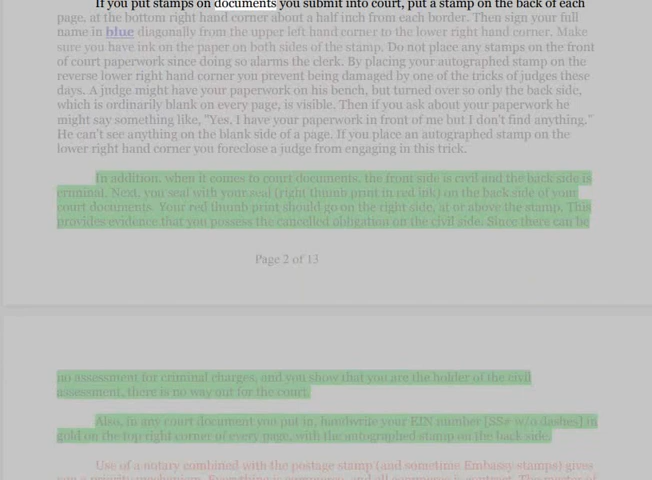 If you put stamps on documents you submit into court, put a stamp on the back of each
page, at the bottom right hand corner about a half inch from each border. Then sign your full
name in blue diagonally from the upper left hand corner to the lower right hand corner. Make
sure you have ink on the paper on both sides of the stamp. Do not place any stamps on the front
of court paperwork since doing so alarms the clerk. By placing your autographed stamp on the
reverse lower right hand corner you prevent being damaged by one of the tricks of judges these
days. A judge might have your paperwork on his bench, but turned over so only the back side,
which is ordinarily blank on every page, is visible. Then if you ask about your paperwork he
might say something like, "Yes, I have your paperwork in front of me but I don't find anything."
He can't see anything on the blank side of a page. If you place an autographed stamp on the
lower right hand corner you foreclose a judge from engaging in this trick.
In addition, when it comes to court documents, the front side is civil and the back side is
criminal. Next, you seal with your seal (right thumb print in red ink) on the back side of your
court documents. Your red thumb print should go on the right side, at or above the stamp. This
provides evidence that you possess the cancelled obligation on the civil side. Since there can be
Page 2 of 13
no assessment for criminal charges, and you show that you are the holder of the civil
assessment, there is no way out for the court.
Also, in any court document you put in, handwrite your EIN number [SS# w/o dashes] in
gold on the top right corner of every page, with the autographed stamp on the back side.
Use of a notary combined with the postage stamp (and sometime Embassy stamps) gives